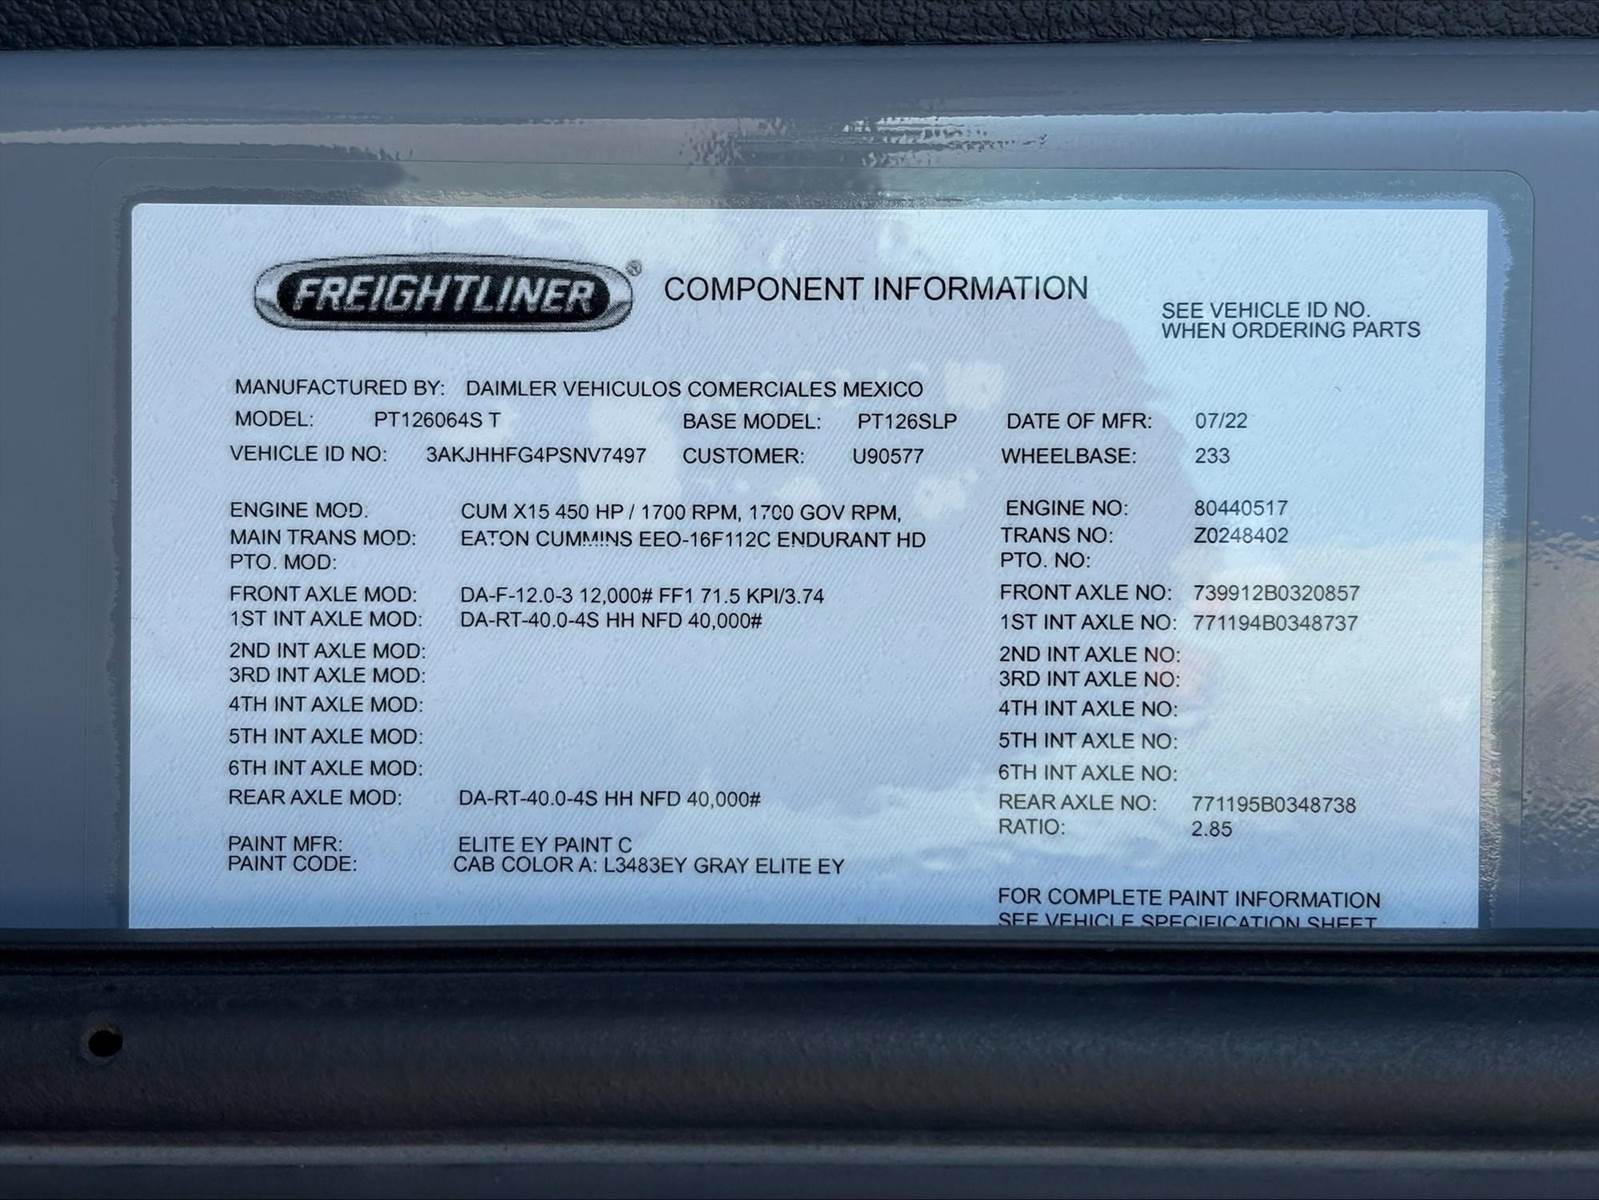 FREIGHTLINER® COMPONENT INFORMATION
SEE VEHICLE ID NO.
WHEN ORDERING PARTS
MANUFACTURED BY: DAIMLER VEHICULOS COMERCIALES MEXICO
MODEL: PT126064S T BASE MODEL: PT126SLP DATE OF MFR: 07/22
VEHICLE ID NO: 3AKJHHFG4PSNV7497 CUSTOMER: U90577 WHEELBASE: 233
ENGINE MOD. CUM X15 450 HP / 1700 RPM, 1700 GOV RPM, ENGINE NO: 80440517
MAIN TRANS MOD: EATON CUMMINS EEO-16F112C ENDURANT HD TRANS NO: Z0248402
PTO. MOD: PTO. NO:
FRONT AXLE MOD: DA-F-12.0-3 12,000# FF1 71.5 KPI/3.74 FRONT AXLE NO: 739912B0320857
1ST INT AXLE MOD: DA-RT-40.0-4S HH NFD 40,000# 1ST INT AXLE NO: 771194B0348737
2ND INT AXLE MOD: 2ND INT AXLE NO:
3RD INT AXLE MOD: 3RD INT AXLE NO:
4TH INT AXLE MOD: 4TH INT AXLE NO:
5TH INT AXLE MOD: 5TH INT AXLE NO:
6TH INT AXLE MOD: 6TH INT AXLE NO:
REAR AXLE MOD: DA-RT-40.0-4S HH NFD 40,000# REAR AXLE NO: 771195B0348738
RATIO: 2.85
PAINT MFR: ELITE EY PAINT C
PAINT CODE: CAB COLOR A: L3483EY GRAY ELITE EY
FOR COMPLETE PAINT INFORMATION
SEE VEHICLE SPECIFICATION SHEET